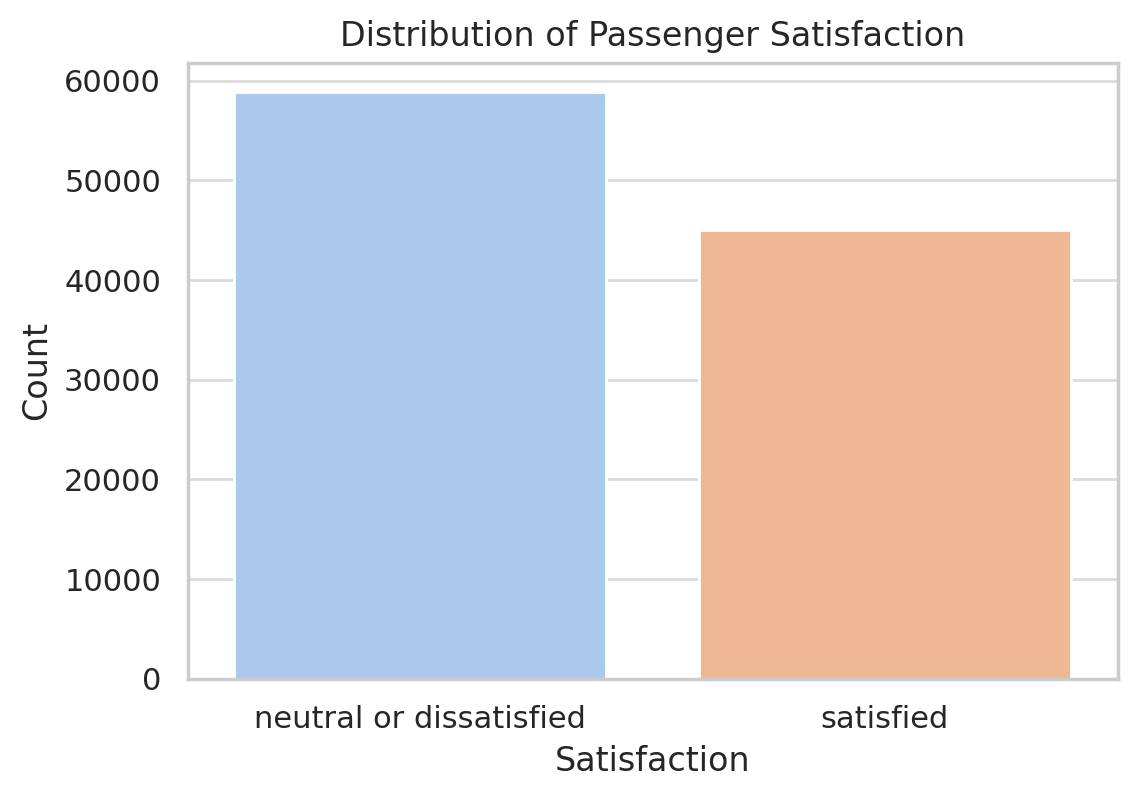 Distribution of Passenger Satisfaction
60000
50000
40000
30000
20000
10000
0
Count
neutral or dissatisfied
satisfied
Satisfaction